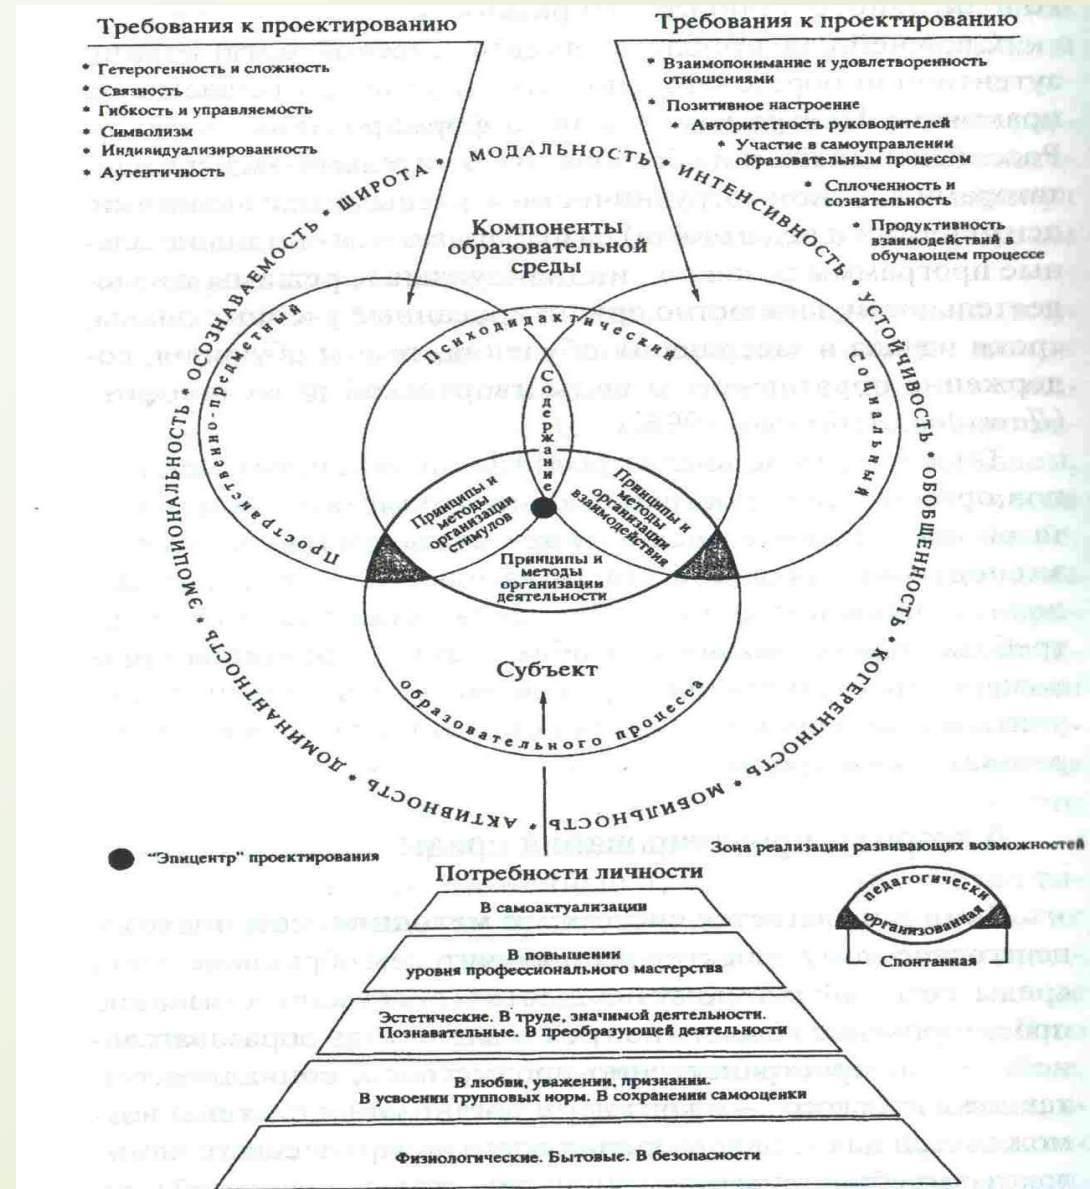 Требования к проектированию
* Гетерогенность и сложность
* Связность
* Гибкость и управляемость
* Символизм
* Индивидуализированность
* Аутентичность
Требования к проектированию
* Взаимопонимание и удовлетворенность
отношениями
* Позитивное настроение
* Авторитетность руководителей
* Участие в самоуправлении
образовательным процессом
* Сплоченность и
сознательность
* Продуктивность
взаимодействий в
обучающем процессе
ЭМОЦИОНАЛЬНОСТЬ * ОСОЗНАВАЕМОСТЬ * ШИРОТА * МОДАЛЬНОСТЬ * ИНТЕНСИВНОСТЬ * УСТОЙЧИВОСТЬ * ОБОБЩЕННОСТЬ * КОГЕРЕНТНОСТЬ * МОБИЛЬНОСТЬ * АКТИВНОСТЬ * ДОМИНАНТНОСТЬ *
Компоненты
образовательной
среды
Пространственно-предметный
Психодидактический
Социальный
Содержание
Принципы и
методы
организации
стимулов
Принципы и
методы
организации
взаимодействия
Принципы и
методы
организации
деятельности
Субъект
образовательного процесса
"Эпицентр" проектирования
Зона реализации развивающих возможностей
педагогически
организованная
Спонтанная
Потребности личности
В самоактуализации
В повышении
уровня профессионального мастерства
Эстетические. В труде, значимой деятельности.
Познавательные. В преобразующей деятельности
В любви, уважении, признании.
В усвоении групповых норм. В сохранении самооценки
Физиологические. Бытовые. В безопасности